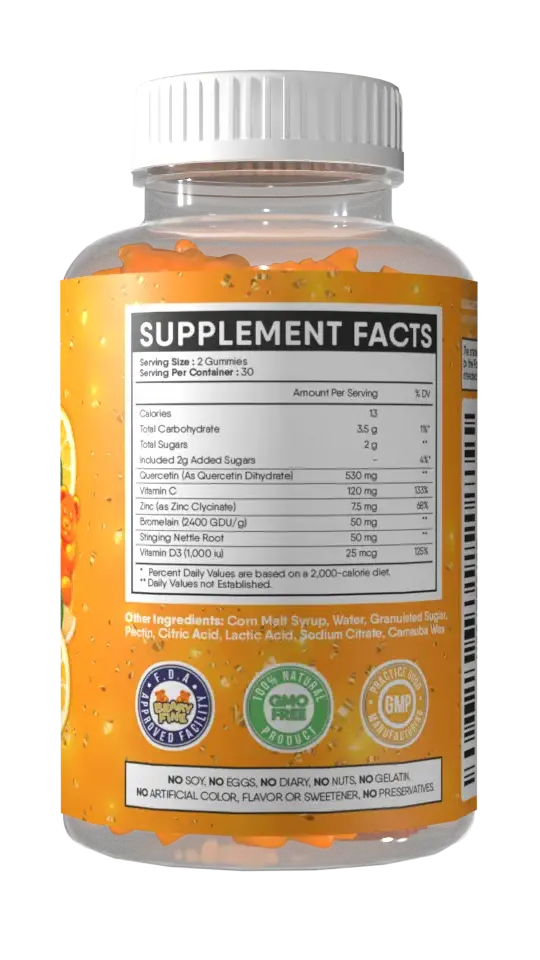 SUPPLEMENT FACTS
Serving Size : 2 Gummies
Serving Per Container : 30
Amount Per Serving % DV
Calories 13
Total Carbohydrate 3.5 g 1%*
Total Sugars 2 g **
Included 2g Added Sugars - 4%*
Quercetin (As Quercetin Dihydrate) 530 mg **
Vitamin C 120 mg 133%
Zinc (as Zinc Clycinate) 7.5 mg 68%
Bromelain (2400 GDU/g) 50 mg **
Stinging Nettle Root 50 mg **
Vitamin D3 (1,000 iu) 25 mcg 125%
* Percent Daily Values are based on a 2,000-calorie diet.
** Daily Values not Established.
Other Ingredients: Corn Malt Syrup, Water, Granulated Sugar,
Pectin, Citric Acid, Lactic Acid, Sodium Citrate, Carnauba Wax
F.D.A
BEARY
FINE
APPROVED FACILITY
100% NATURAL
GMO
FREE
PRODUCT
PRACTICE GOOD
GMP
MANUFACTURING
NO SOY, NO EGGS, NO DIARY, NO NUTS, NO GELATIN.
NO ARTIFICIAL COLOR, FLAVOR OR SWEETENER, NO PRESERVATIVES.